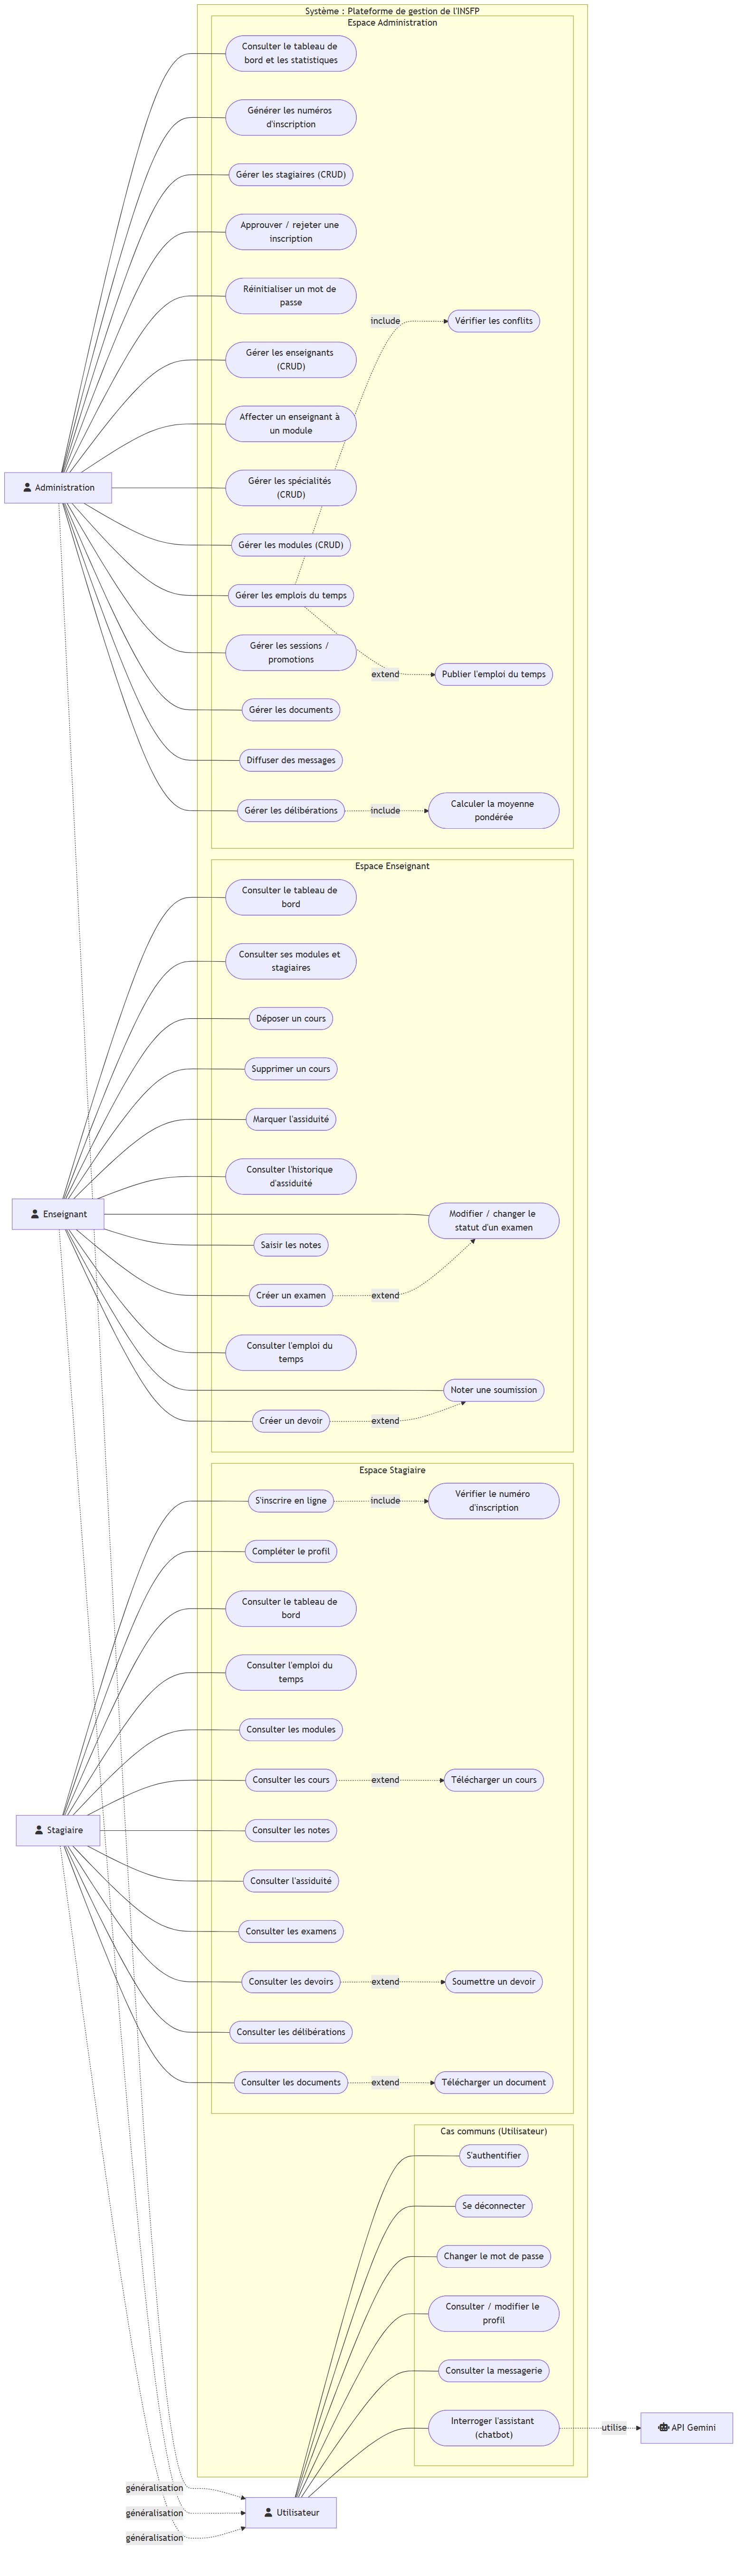 Système : Plateforme de gestion de l'INSFP
Espace Administration
Consulter le tableau de
bord et les statistiques
Générer les numéros
d'inscription
Gérer les stagiaires (CRUD)
Approuver / rejeter une
inscription
Réinitialiser un mot de
passe
include
Vérifier les conflits
Gérer les enseignants
(CRUD)
Affecter un enseignant à
un module
Administration
Gérer les spécialités
(CRUD)
Gérer les modules (CRUD)
Gérer les emplois du temps
Gérer les sessions /
promotions
extend
Publier l'emploi du temps
Gérer les documents
Diffuser des messages
Gérer les délibérations
include
Calculer la moyenne
pondérée
Espace Enseignant
Consulter le tableau de
bord
Consulter ses modules et
stagiaires
Déposer un cours
Supprimer un cours
Marquer l'assiduité
Consulter l'historique
d'assiduité
Enseignant
Modifier / changer le
statut d'un examen
Saisir les notes
Créer un examen
extend
Consulter l'emploi du
temps
Noter une soumission
Créer un devoir
extend
Espace Stagiaire
S'inscrire en ligne
include
Vérifier le numéro
d'inscription
Compléter le profil
Consulter le tableau de
bord
Consulter l'emploi du
temps
Consulter les modules
Consulter les cours
extend
Télécharger un cours
Stagiaire
Consulter les notes
Consulter l'assiduité
Consulter les examens
Consulter les devoirs
extend
Soumettre un devoir
Consulter les délibérations
Consulter les documents
extend
Télécharger un document
Cas communs (Utilisateur)
S'authentifier
Se déconnecter
Changer le mot de passe
Consulter / modifier le
profil
Consulter la messagerie
Interroger l'assistant
(chatbot)
utilise
API Gemini
généralisation
généralisation
généralisation
Utilisateur